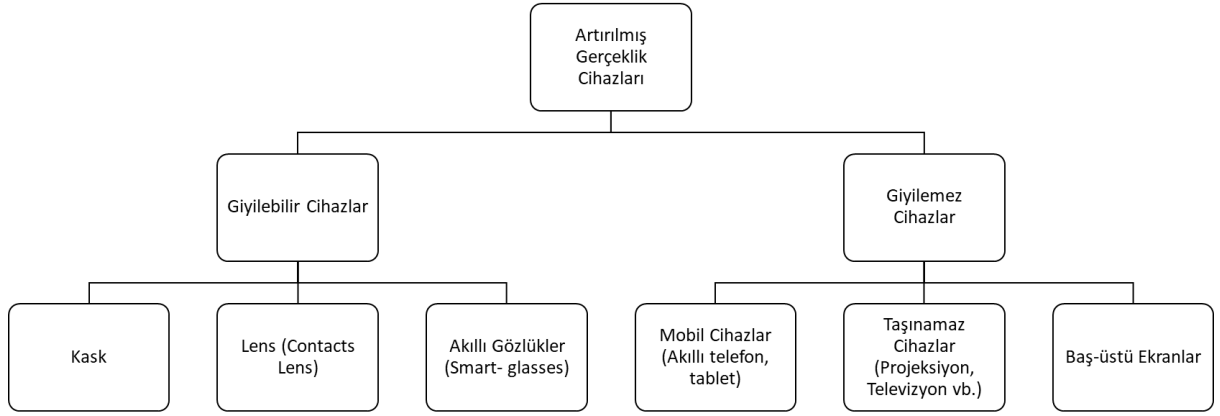 Artırılmış
Gerçeklik
Cihazları
Giyilebilir Cihazlar
Giyilemez
Cihazlar
Kask
Lens (Contacts
Lens)
Akıllı Gözlükler
(Smart- glasses)
Mobil Cihazlar
(Akıllı telefon,
tablet)
Taşınamaz
Cihazlar
(Projeksiyon,
Televizyon vb.)
Baş-üstü Ekranlar